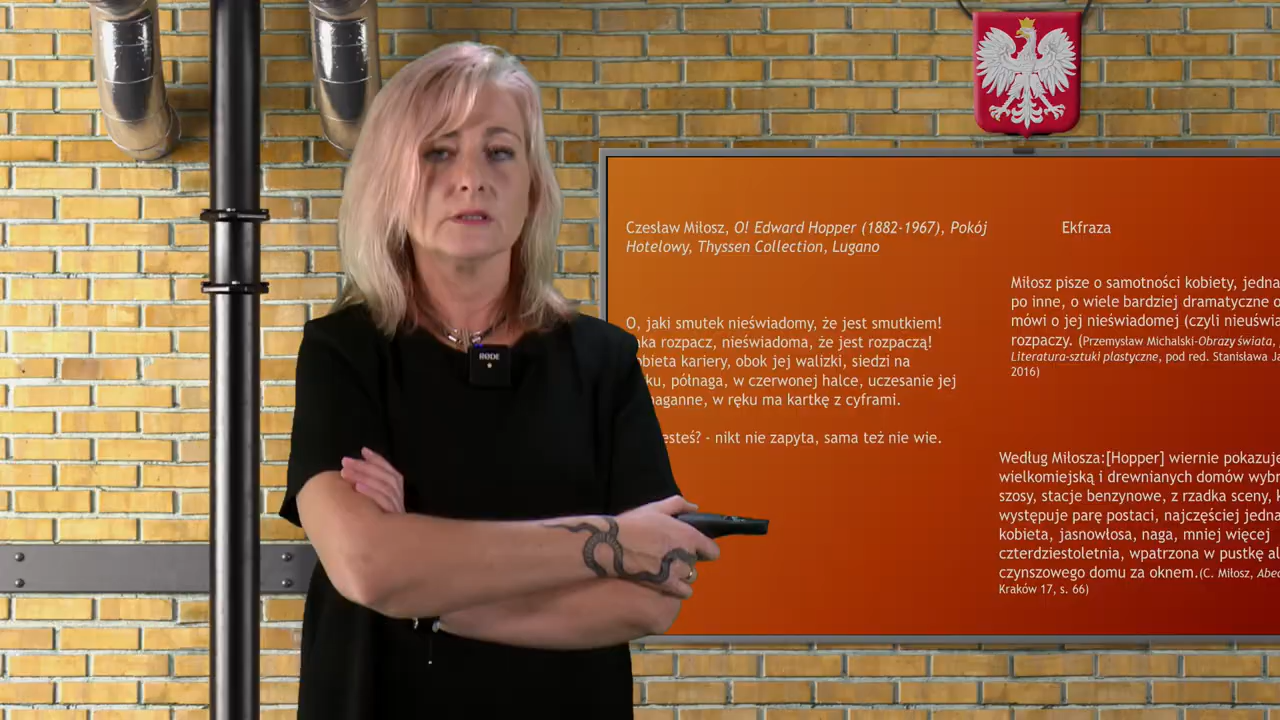 Czesław Miłosz, O! Edward Hopper (1882-1967), Pokój
Hotelowy, Thyssen Collection, Lugano
O, jaki smutek nieświadomy, że jest smutkiem!
rozpacz, nieświadoma, że jest rozpaczą!
kariery, obok jej walizki, siedzi na
półnaga, w czerwonej halce, uczesanie jej
w ręku ma kartkę z cyframi.
- nikt nie zapyta, sama też nie wie.
Ekfraza
Miłosz pisze o samotności kobiety,
po inne, o wiele bardziej dramatyczne
mówi o jej nieświadomej (czyli
rozpaczy. (Przemysław Michalski-Obrazy świata,
Literatura-sztuki plastyczne, pod red. Stanisława
2016)
Według Miłosza:[Hopper] wiernie
wielkomiejską i drewnianych domów
szosy, stacje benzynowe, z rzadka sceny,
występuje parę postaci, najczęściej
kobieta, jasnowłosa, naga, mniej więcej
czterdziestoletnia, wpatrzona w pustkę
czynszowego domu za oknem.(C. Miłosz,
Kraków 17, s. 66)
RØDE